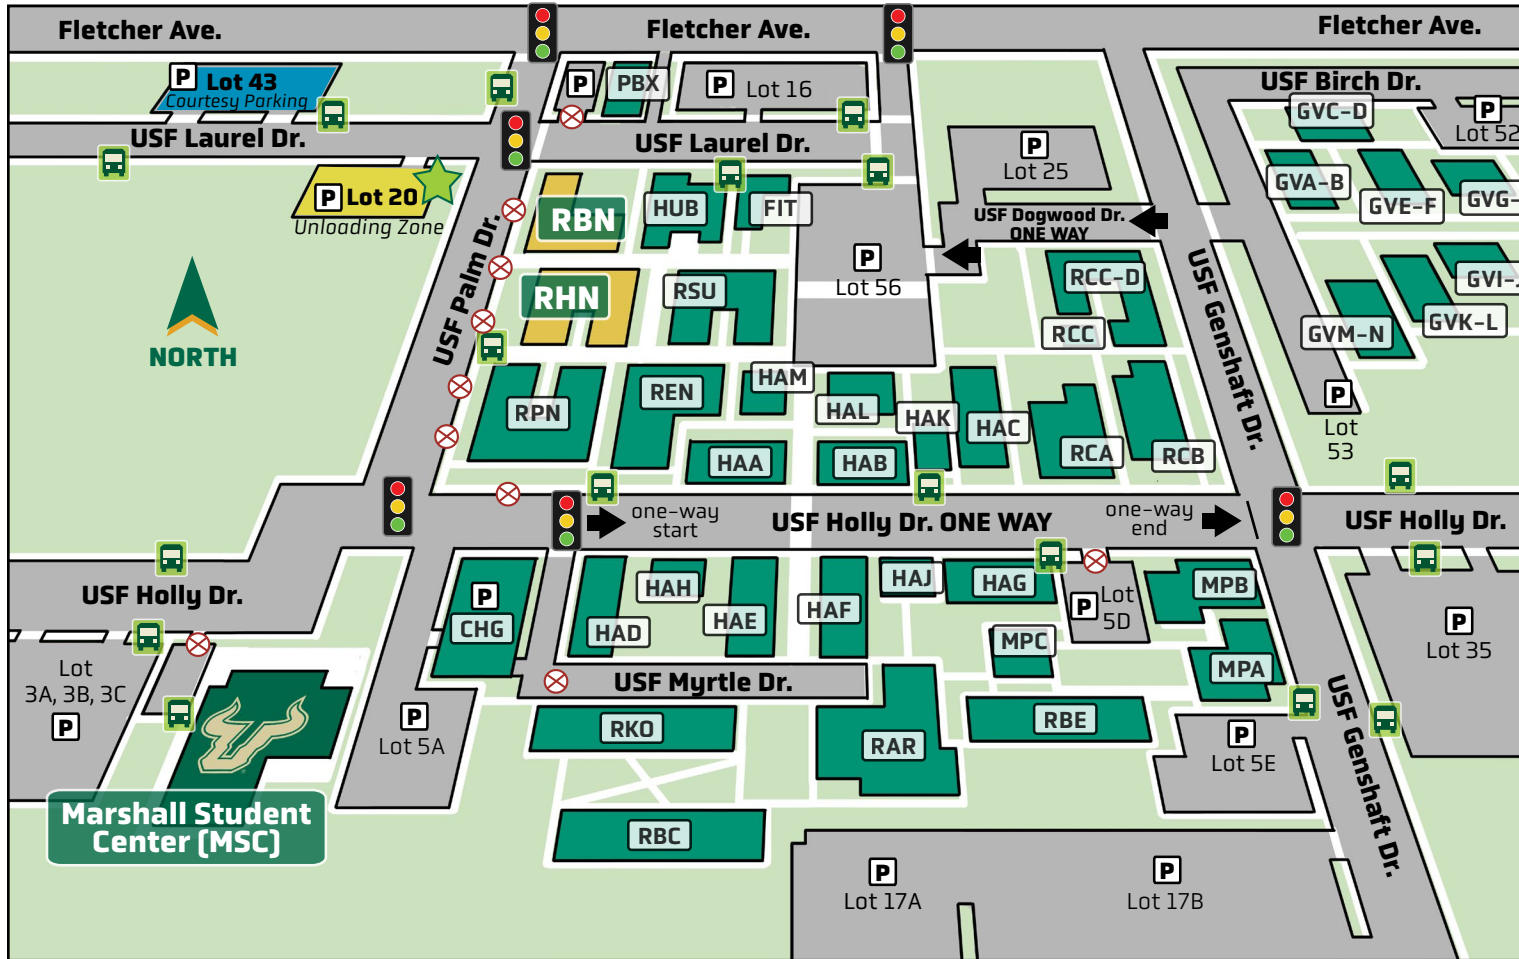 Fletcher Ave.
Fletcher Ave.
Fletcher Ave.
P Lot 43
Courtesy Parking
P
PBX
P Lot 16
USF Birch Dr.
GVC-D
P
Lot 52
USF Laurel Dr.
USF Laurel Dr.
P
Lot 25
GVA-B
GVE-F
GVG-
P Lot 20
Unloading Zone
RBN
HUB
FIT
USF Dogwood Dr.
ONE WAY
P
Lot 56
USF Palm Dr.
RHN
RSU
RCC-D
RCC
USF Genshaft Dr.
GVI-J
GVK-L
GVM-N
NORTH
P
Lot
53
RPN
REN
HAM
HAL
HAK
HAC
RCA
RCB
HAA
HAB
one-way
start
USF Holly Dr. ONE WAY
one-way
end
USF Holly Dr.
USF Holly Dr.
P
CHG
HAH
HAD
HAE
HAF
HAJ
HAG
P Lot
5D
MPB
MPC
MPA
P
Lot 35
Lot
3A, 3B, 3C
P
USF Myrtle Dr.
P
Lot 5A
RKO
RAR
RBE
P
Lot 5E
USF Genshaft Dr.
Marshall Student
Center (MSC)
RBC
P
Lot 17A
P
Lot 17B